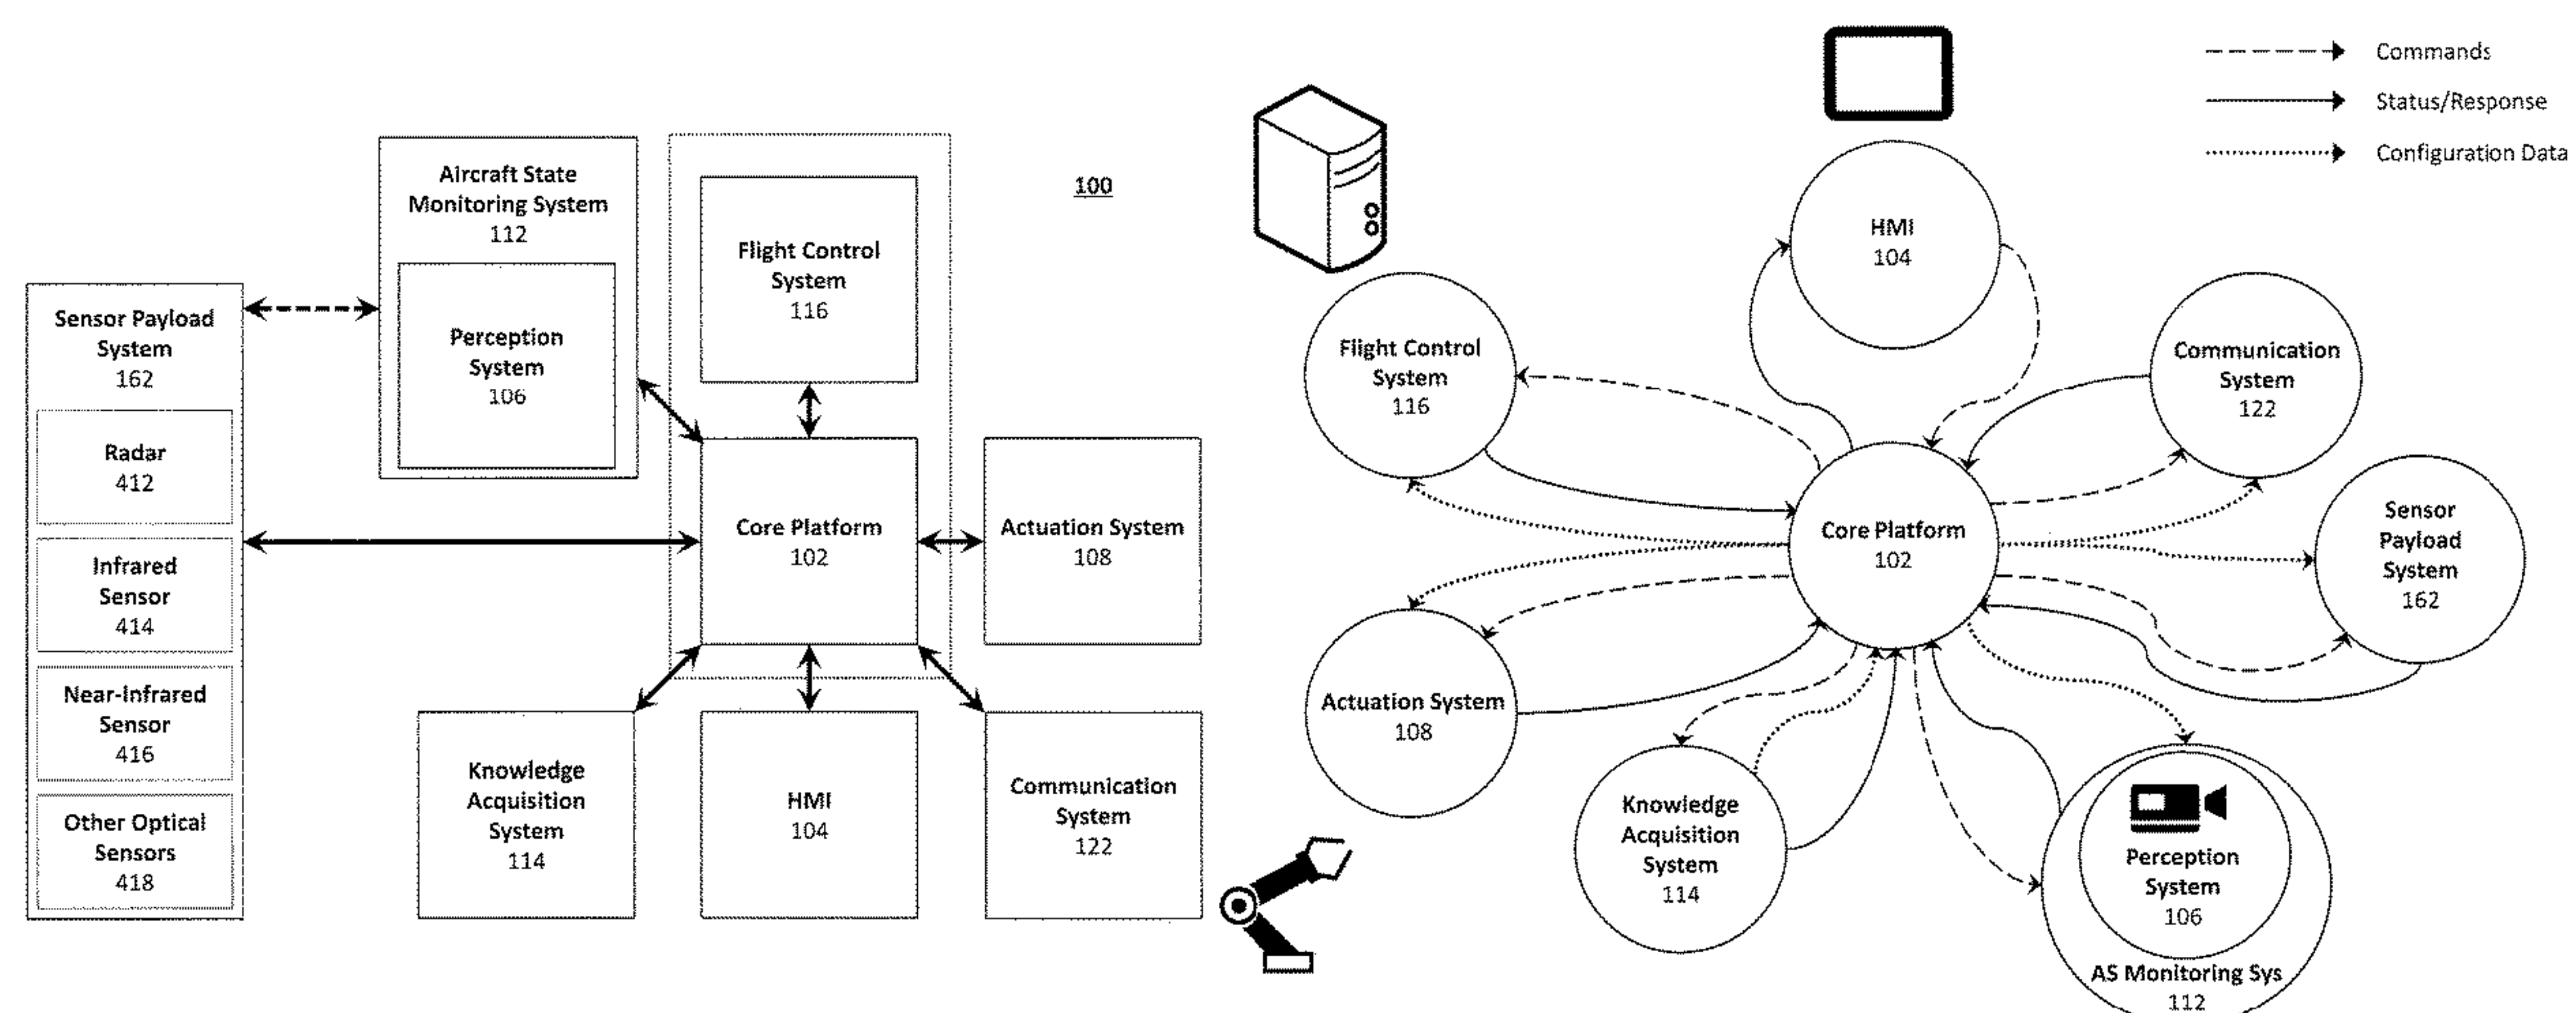 Sensor Payload
System
162
Radar
412
Infrared
Sensor
414
Near-Infrared
Sensor
416
Other Optical
Sensors
418
Aircraft State
Monitoring System
112
Perception
System
106
Flight Control
System
116
Core Platform
102
Actuation System
108
Knowledge
Acquisition
System
114
HMI
104
Communication
System
122
100
Commands
Status/Response
Configuration Data
HMI
104
Flight Control
System
116
Communication
System
122
Core Platform
102
Sensor
Payload
System
162
Actuation System
108
Knowledge
Acquisition
System
114
Perception
System
106
AS Monitoring Sys
112